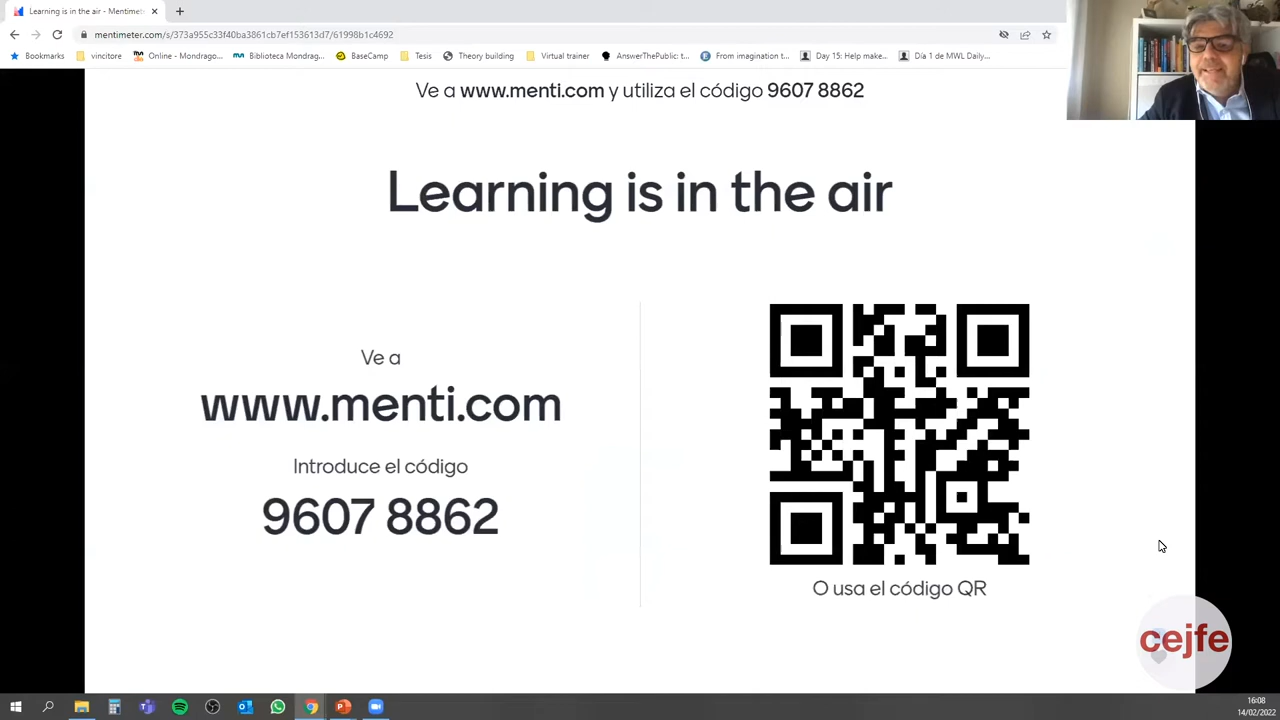 Learning is in the air - Mentimete
mentimeter.com/s/373a955c33f40ba3861cb7ef153613d7/61998b1c4692
Bookmarks vincitore Online - Mondrago... Biblioteca Mondrag... BaseCamp Tesis Theory building Virtual trainer AnswerThePublic: t... From imagination t... Day 15: Help make... Día 1 de MWL Daily...
Ve a www.menti.com y utiliza el código 9607 8862
Learning is in the air
Ve a
www.menti.com
Introduce el código
9607 8862
O usa el código QR
cejfe
16:08
14/02/2022